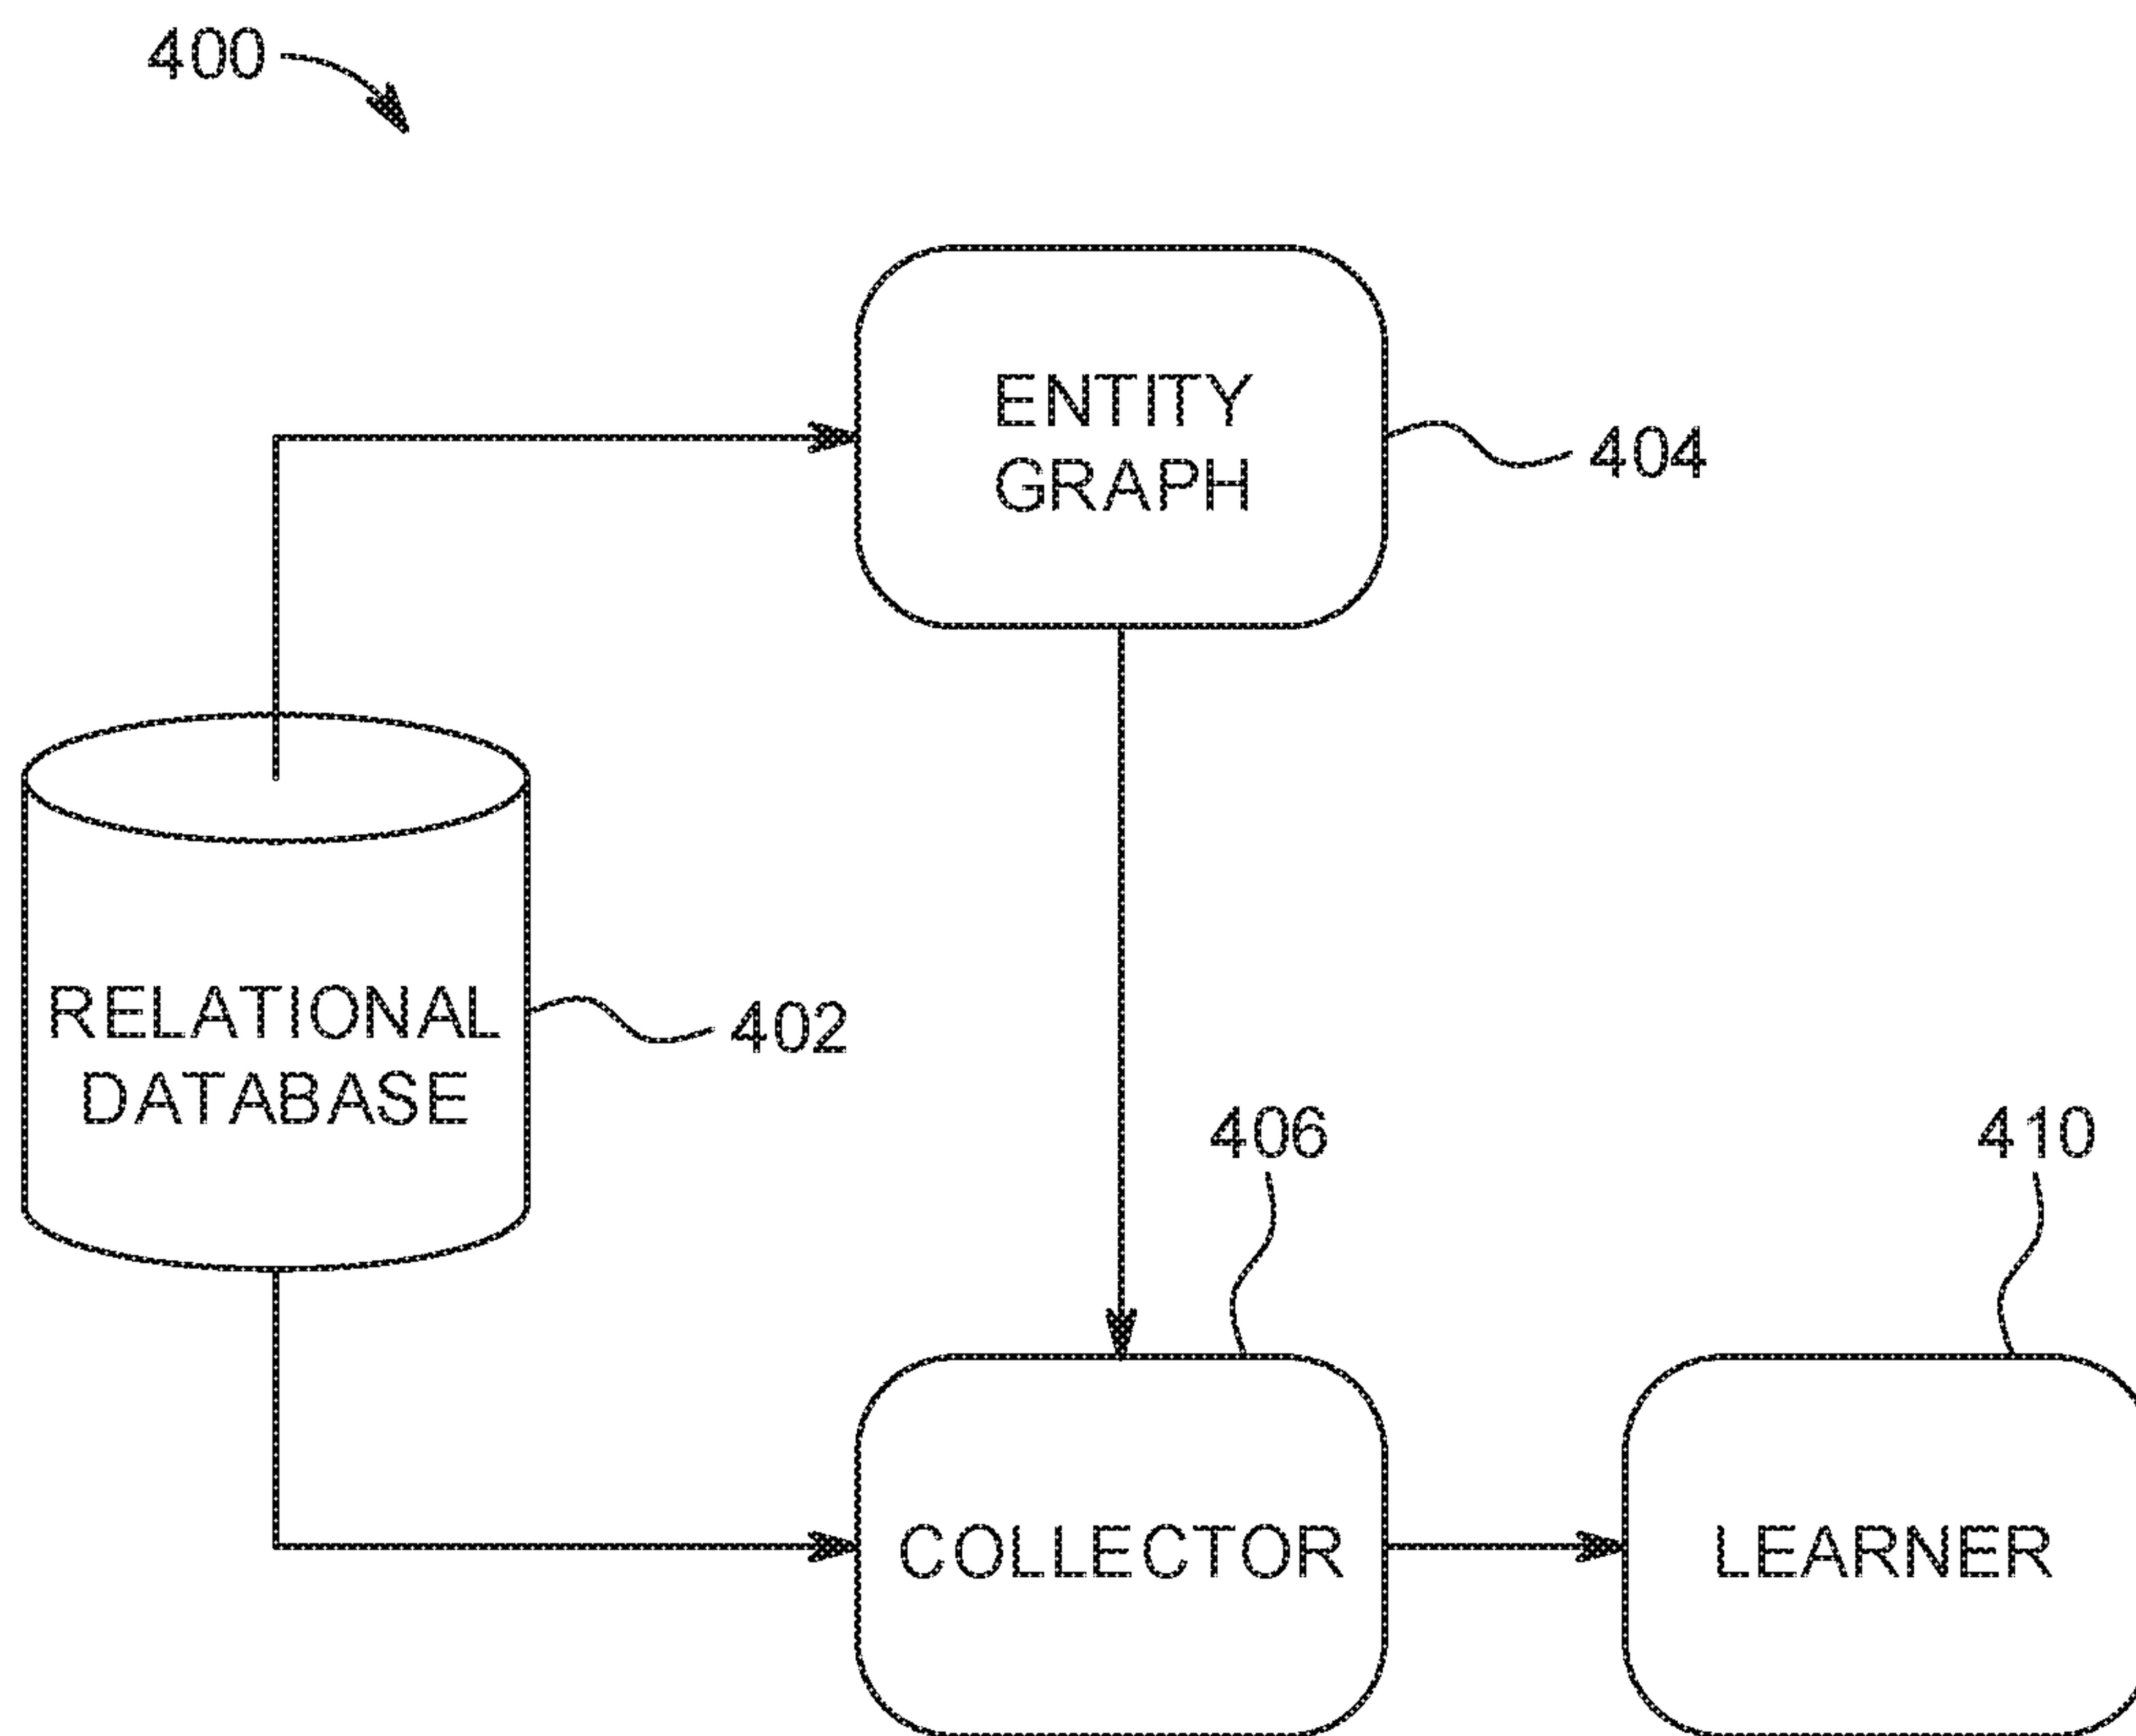 400
ENTITY
GRAPH
404
RELATIONAL
DATABASE
402
406
410
COLLECTOR
LEARNER